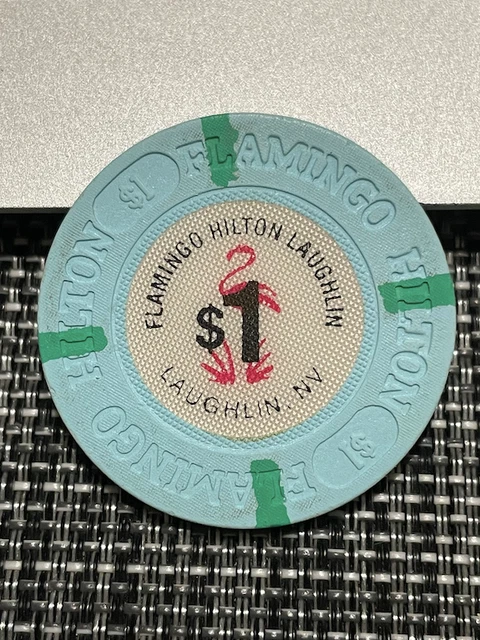 FLAMINGO
HILTON
$1
FLAMINGO
HILTON
$1
FLAMINGO HILTON LAUGHLIN
$1
LAUGHLIN, NV